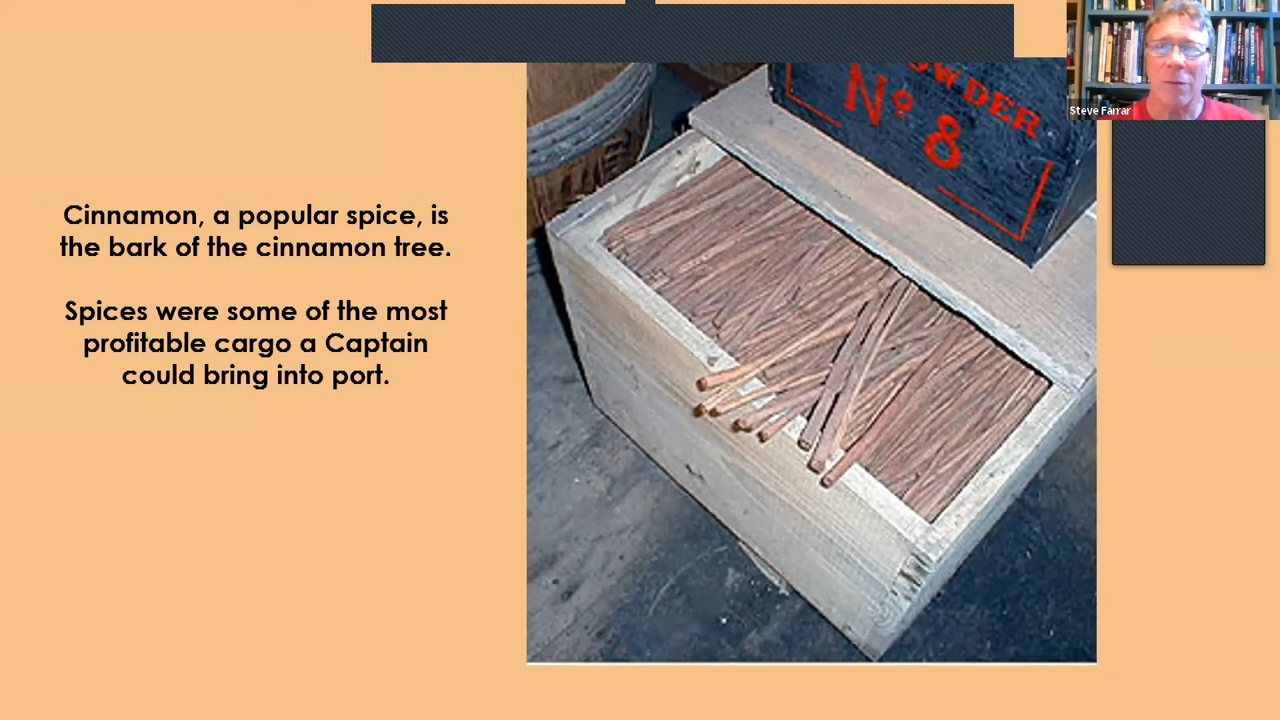 Cinnamon, a popular spice, is
the bark of the cinnamon tree.
Spices were some of the most
profitable cargo a Captain
could bring into port.
No 8
Steve Farrar